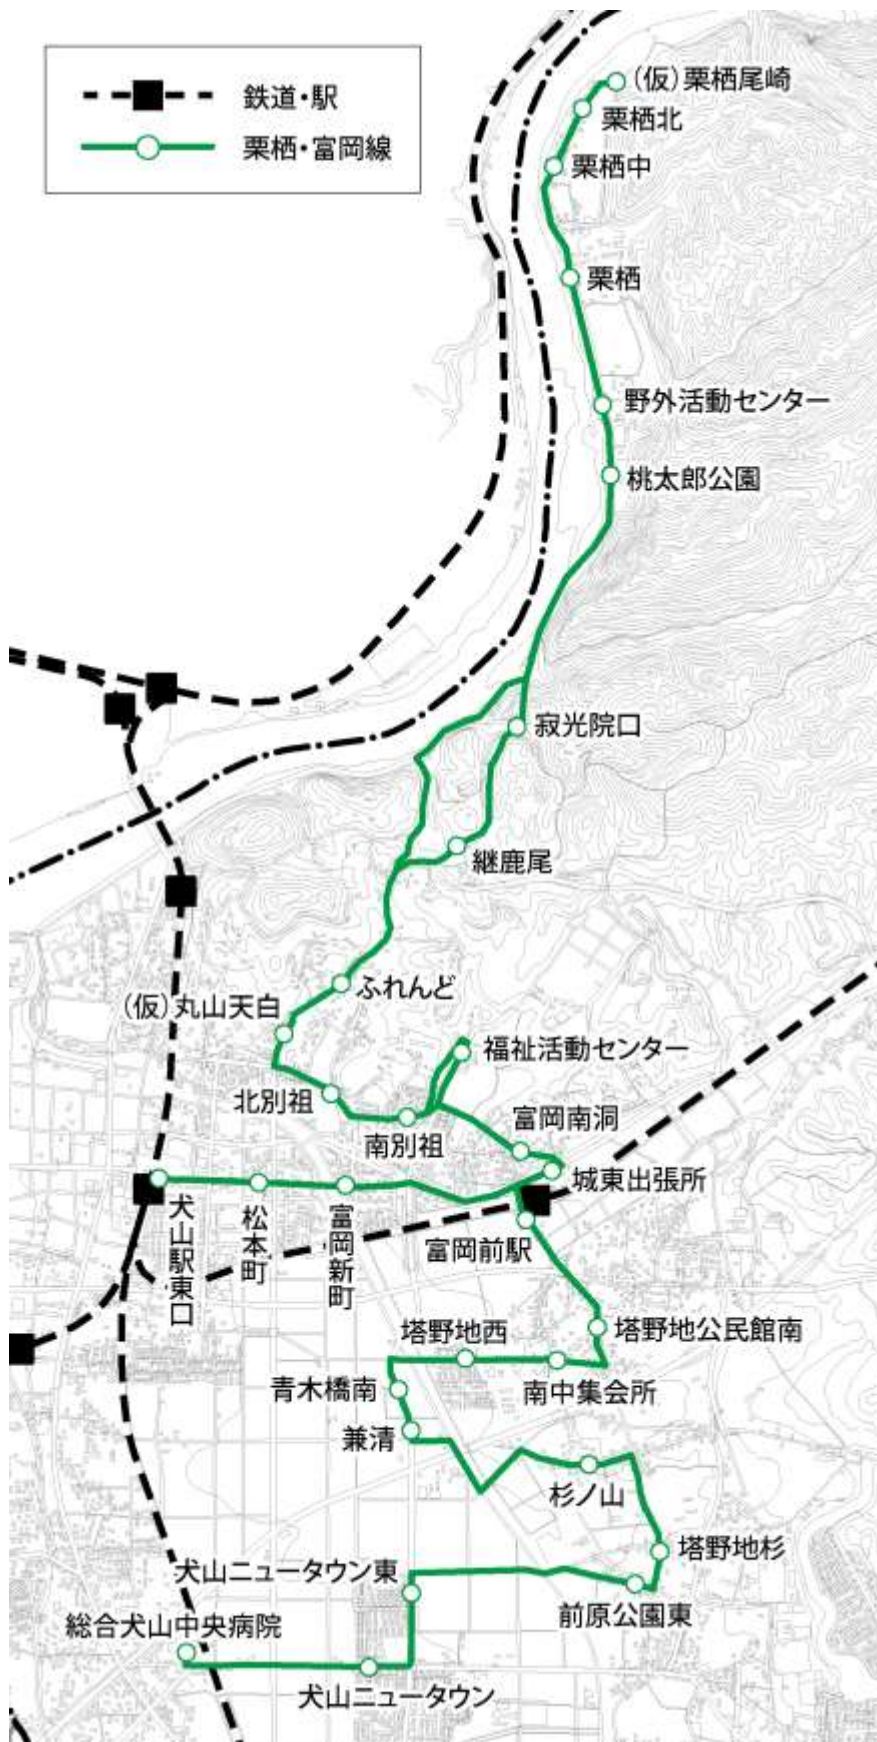 鉄道・駅
栗栖・富岡線
（仮）栗栖尾崎
栗栖北
栗栖中
栗栖
野外活動センター
桃太郎公園
寂光院口
継鹿尾
ふれんど
（仮）丸山天白
福祉活動センター
北別祖
南別祖
富岡南洞
城東出張所
犬山駅東口
松本町
富岡新町
富岡前駅
塔野地公民館南
塔野地西
南中集会所
青木橋南
兼清
杉ノ山
塔野地杉
犬山ニュータウン東
前原公園東
総合犬山中央病院
犬山ニュータウン